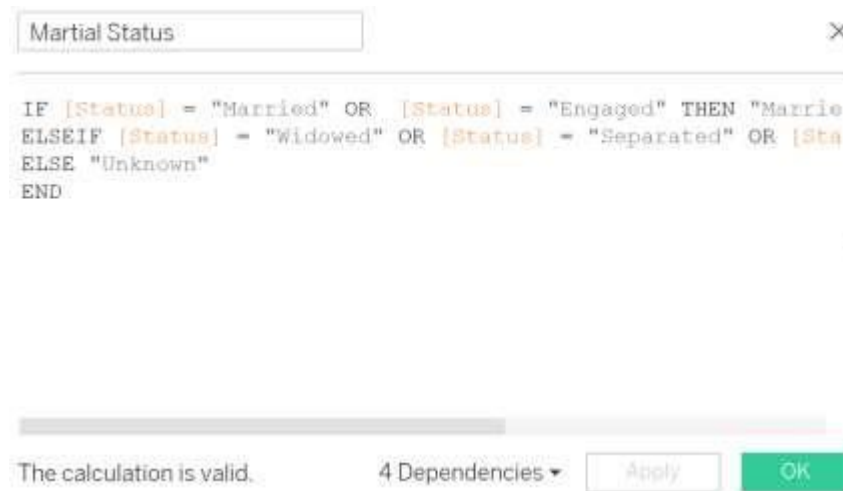 Martial Status
IF [Status] = "Married" OR [Status] = "Engaged" THEN "Marrie
ELSEIF [Status] = "Widowed" OR [Status] = "Separated" OR [Sta
ELSE "Unknown"
END
The calculation is valid.
4 Dependencies
Apply
OK